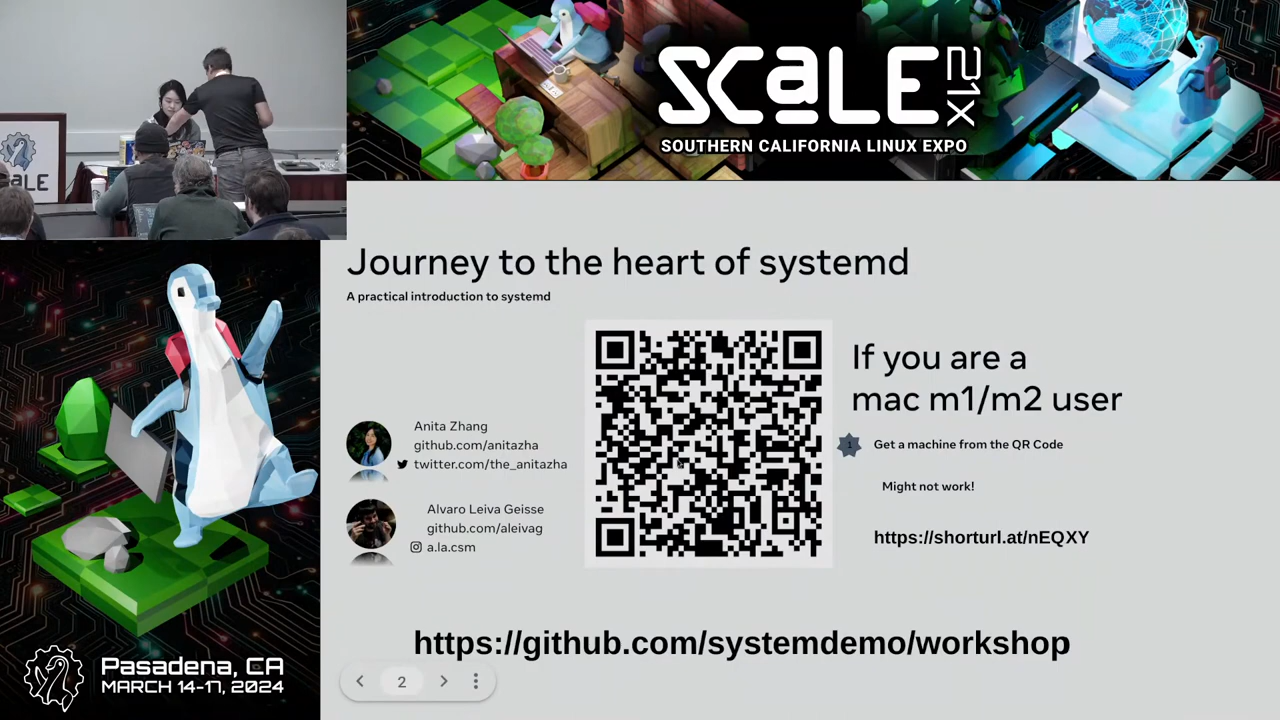 SCALE 21X
SOUTHERN CALIFORNIA LINUX EXPO
Journey to the heart of systemd
A practical introduction to systemd
If you are a
mac m1/m2 user
1 Get a machine from the QR Code
Might not work!
https://shorturl.at/nEQXY
Anita Zhang
github.com/anitazha
twitter.com/the_anitazha
Alvaro Leiva Geisse
github.com/aleivag
a.la.csm
https://github.com/systemdemo/workshop
2
Pasadena, CA
MARCH 14-17, 2024